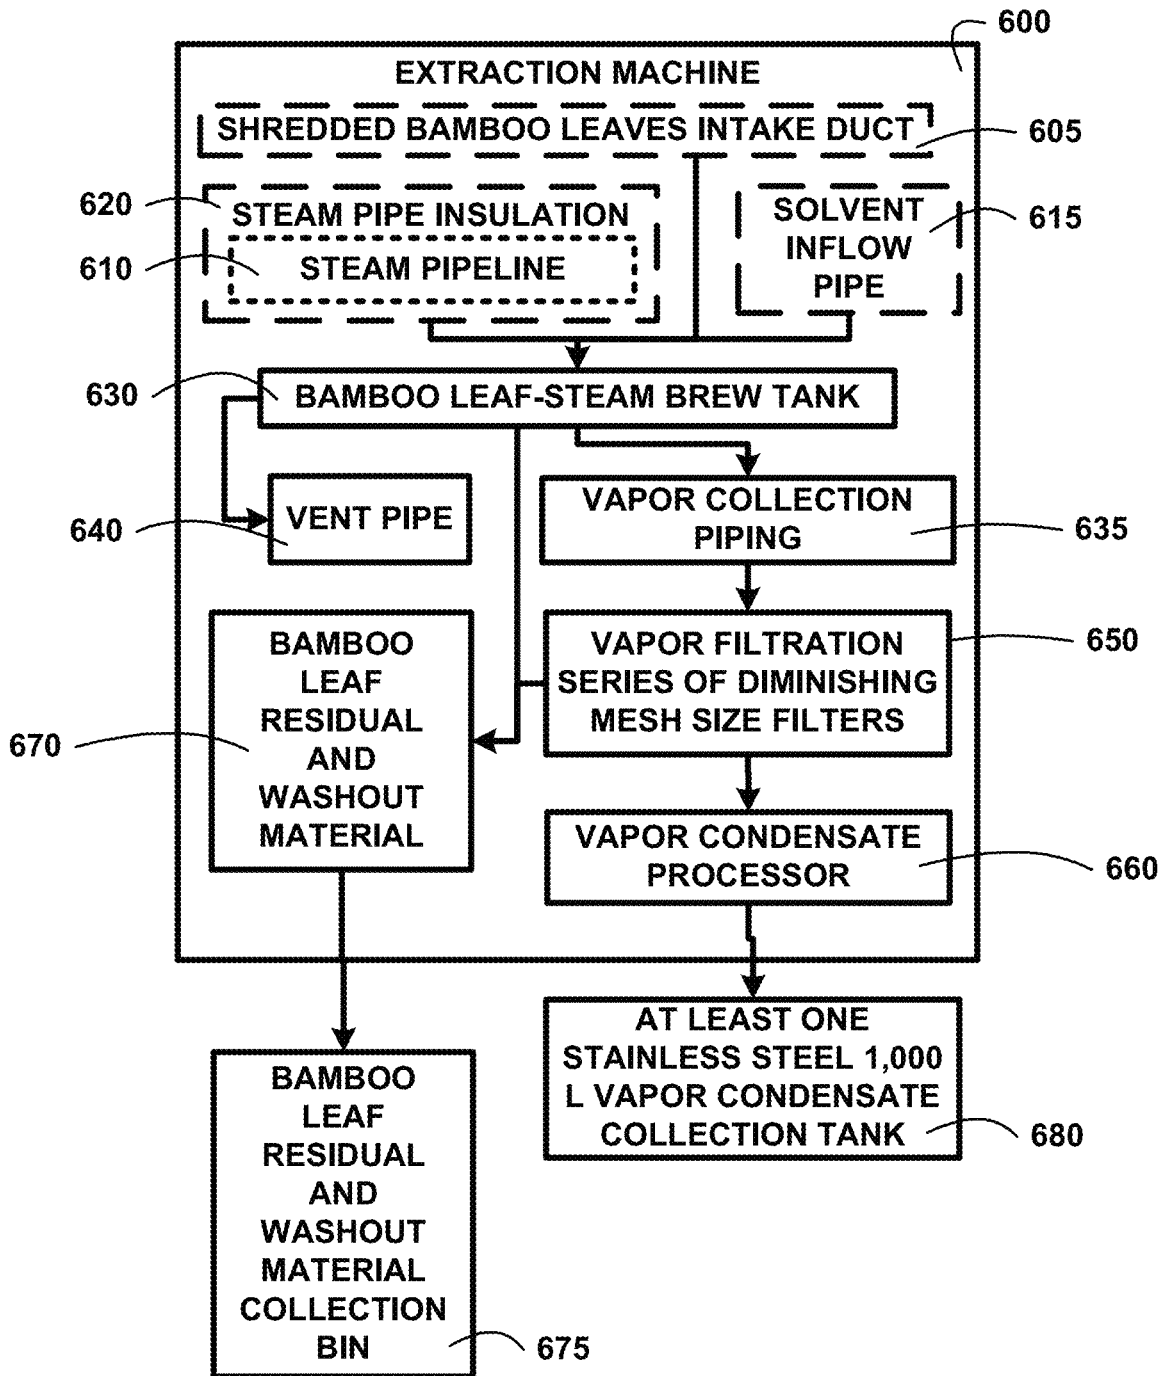 600
EXTRACTION MACHINE
SHREDDED BAMBOO LEAVES INTAKE DUCT
605
620
STEAM PIPE INSULATION
610
STEAM PIPELINE
SOLVENT
INFLOW
PIPE
615
630
BAMBOO LEAF-STEAM BREW TANK
VENT PIPE
640
VAPOR COLLECTION
PIPING
635
BAMBOO
LEAF
RESIDUAL
AND
WASHOUT
MATERIAL
670
VAPOR FILTRATION
SERIES OF DIMINISHING
MESH SIZE FILTERS
650
VAPOR CONDENSATE
PROCESSOR
660
AT LEAST ONE
STAINLESS STEEL 1,000
L VAPOR CONDENSATE
COLLECTION TANK
680
BAMBOO
LEAF
RESIDUAL
AND
WASHOUT
MATERIAL
COLLECTION
BIN
675